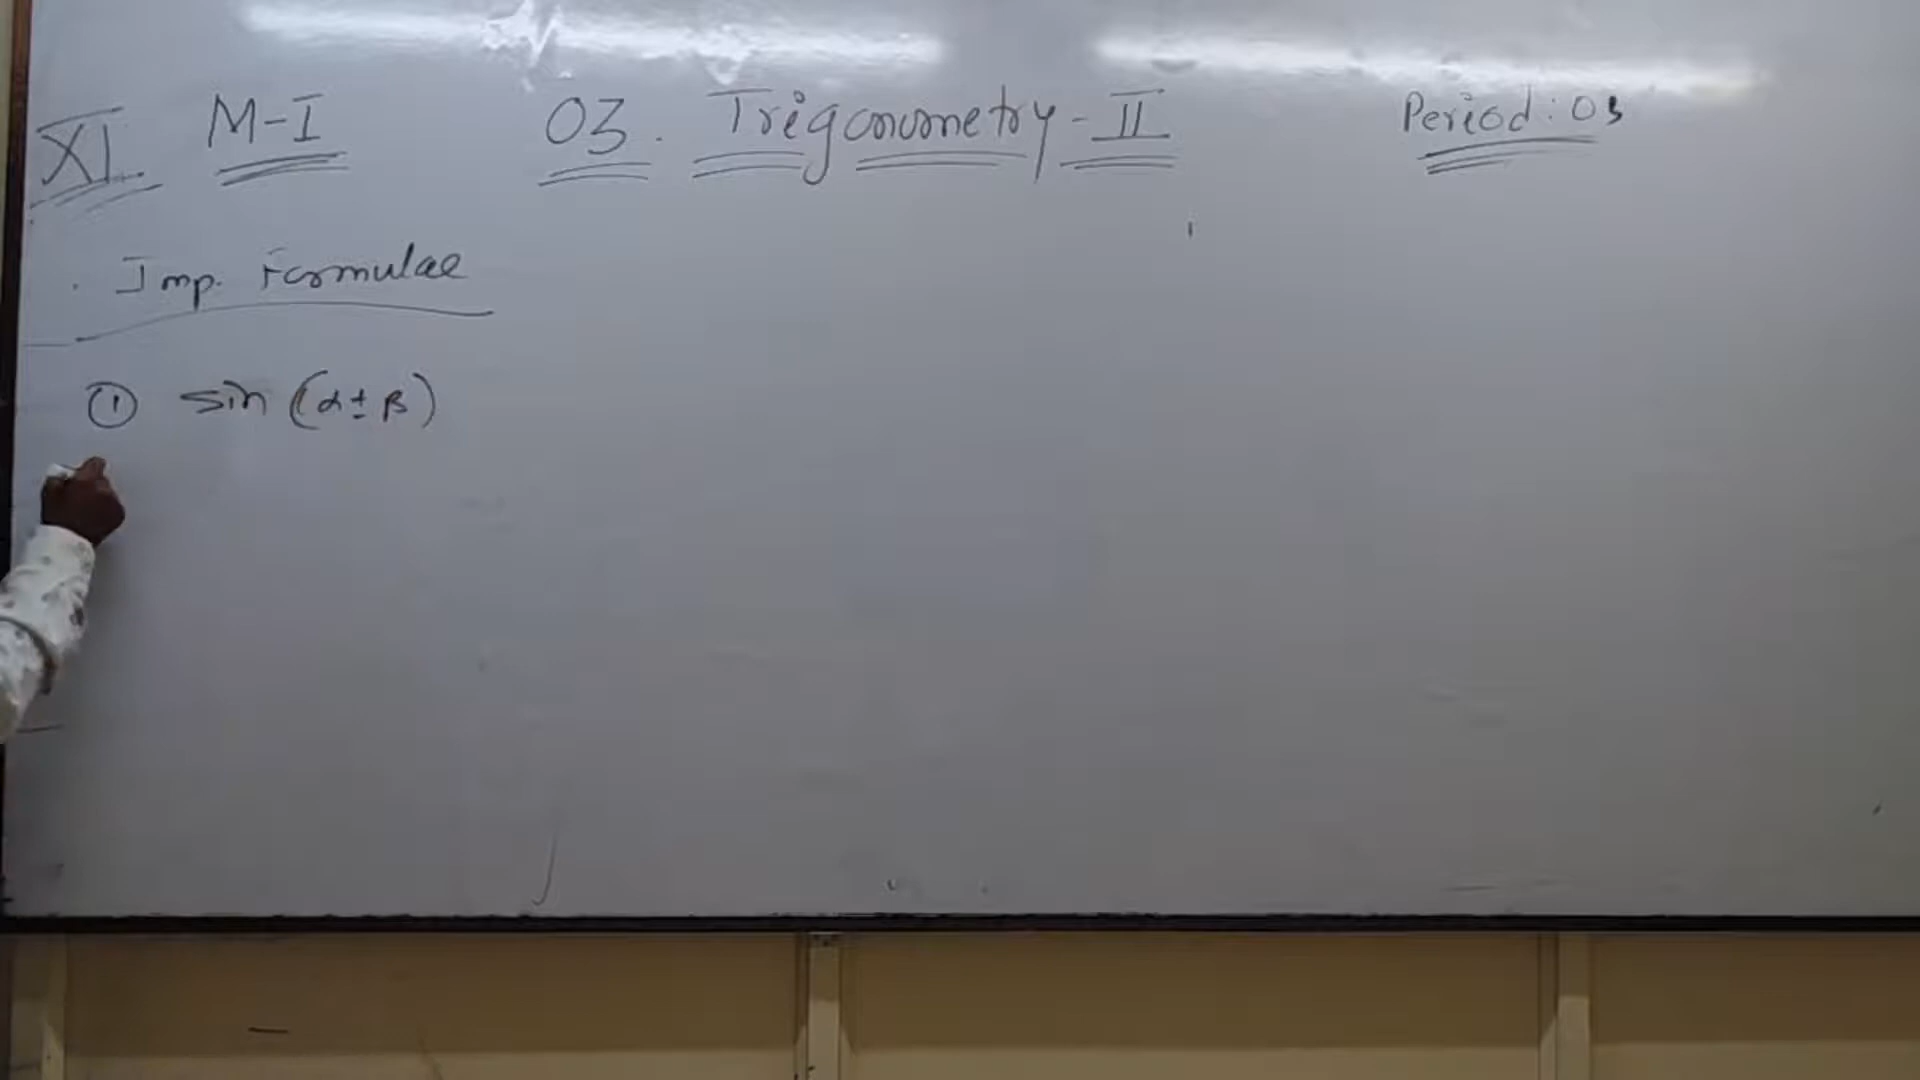 XI M-I 03. Trigonometry-II Period: 03
Imp. Formulae
① sin (α ± β)